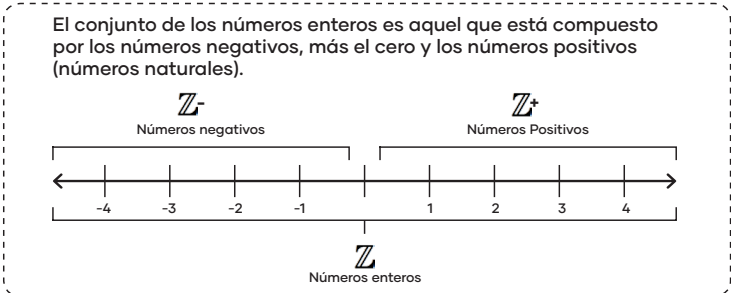 El conjunto de los números enteros es aquel que está compuesto
por los números negativos, más el cero y los números positivos
(números naturales).
ℤ- ℤ+
Números negativos Números Positivos
-4 -3 -2 -1 1 2 3 4
ℤ
Números enteros